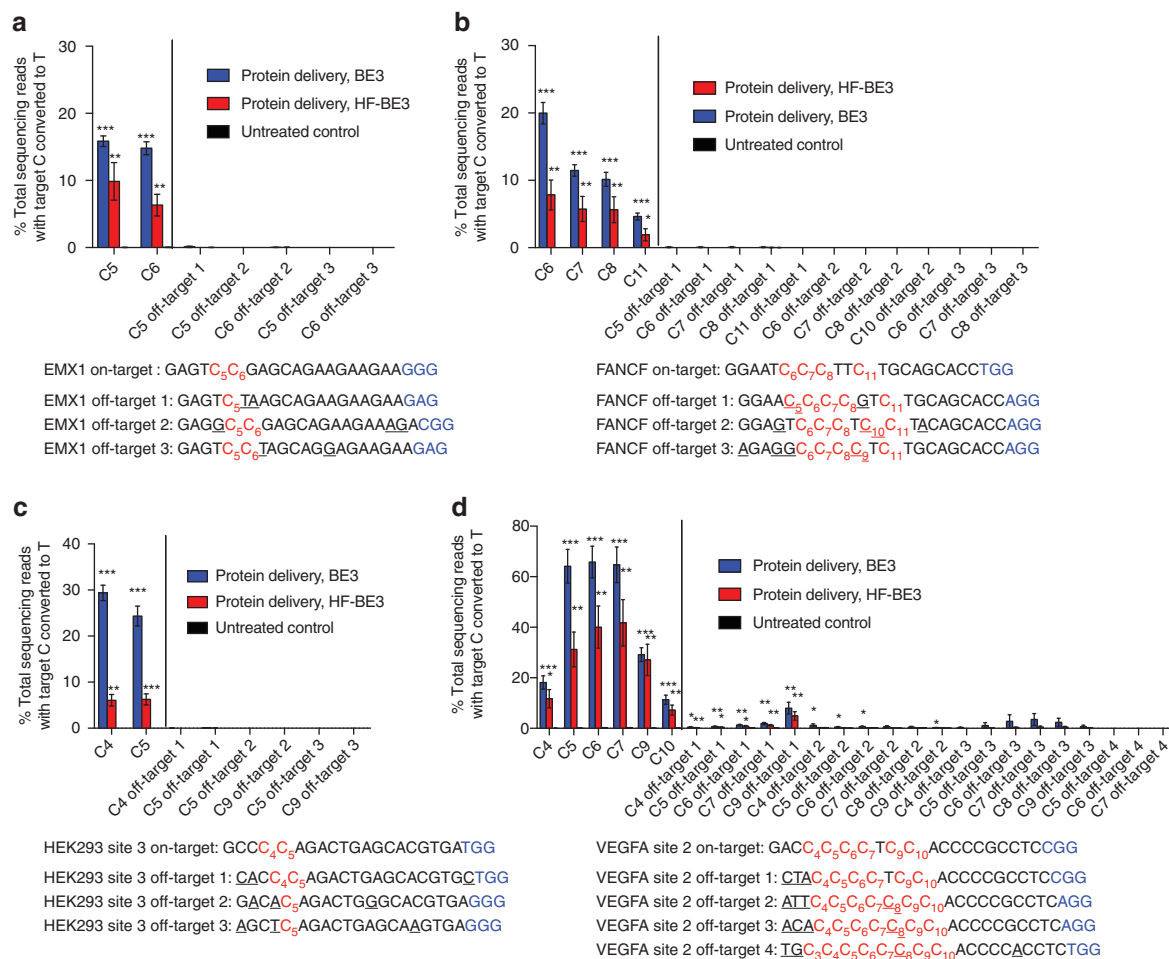 a
% Total sequencing reads
with target C converted to T
30
20
10
0
*** ** *** **
Protein delivery, BE3
Protein delivery, HF-BE3
Untreated control
C5
C6
C5 off-target 1
C5 off-target 2
C6 off-target 2
C5 off-target 3
C6 off-target 3
EMX1 on-target : GAGTC5C6GAGCAGAAGAAGAAGGG
EMX1 off-target 1: GAGTC5TAAGCAGAAGAAGAAGAG
EMX1 off-target 2: GAGGC5C6GAGCAGAAGAAAGACGG
EMX1 off-target 3: GAGTC5C6TAGCAGGAGAAGAAGAG
b
% Total sequencing reads
with target C converted to T
30
20
10
0
*** ** *** ** *** ** *** *
Protein delivery, HF-BE3
Protein delivery, BE3
Untreated control
C6
C7
C8
C11
C5 off-target 1
C6 off-target 1
C7 off-target 1
C8 off-target 1
C11 off-target 1
C6 off-target 2
C7 off-target 2
C8 off-target 2
C10 off-target 2
C6 off-target 3
C7 off-target 3
C8 off-target 3
FANCF on-target: GGAATC6C7C8TTC11TGCAGCACCTGG
FANCF off-target 1: GGAAC5C6C7C8GTC11TGCAGCACCAGG
FANCF off-target 2: GGAGTC6C7C8TC10C11TACAGCACCAGG
FANCF off-target 3: AGAGGC6C7C8C9TC11TGCAGCACCAGG
c
% Total sequencing reads
with target C converted to T
40
30
20
10
0
*** ** *** ***
Protein delivery, BE3
Protein delivery, HF-BE3
Untreated control
C4
C5
C4 off-target 1
C5 off-target 1
C5 off-target 2
C9 off-target 2
C5 off-target 3
C9 off-target 3
HEK293 site 3 on-target: GCCC4C5AGACTGAGCACGTGATGG
HEK293 site 3 off-target 1: CACC4C5AGACTGAGCACGTGCTGG
HEK293 site 3 off-target 2: GACAC5AGACTGGGCACGTGAGGG
HEK293 site 3 off-target 3: AGCTC5AGACTGAGCAAGTGAGGG
d
% Total sequencing reads
with target C converted to T
80
60
40
20
0
*** * *** ** *** ** *** ** *** ** *** ** * ** ** * ** * ** ** ** ** * * * *
Protein delivery, BE3
Protein delivery, HF-BE3
Untreated control
C4
C5
C6
C7
C9
C10
C4 off-target 1
C5 off-target 1
C6 off-target 1
C7 off-target 1
C9 off-target 1
C4 off-target 2
C5 off-target 2
C6 off-target 2
C7 off-target 2
C8 off-target 2
C9 off-target 2
C4 off-target 3
C5 off-target 3
C6 off-target 3
C7 off-target 3
C8 off-target 3
C9 off-target 3
C5 off-target 4
C6 off-target 4
C7 off-target 4
VEGFA site 2 on-target: GACC4C5C6C7TC9C10ACCCCGCCTCCGG
VEGFA site 2 off-target 1: CTAC4C5C6C7TC9C10ACCCCGCCTCCGG
VEGFA site 2 off-target 2: ATTC4C5C6C7C8C9C10ACCCCGCCTCAGG
VEGFA site 2 off-target 3: ACAC4C5C6C7C8C9C10ACCCCGCCTCAGG
VEGFA site 2 off-target 4: TGC3C4C5C6C7C8C9C10ACCCCACCTCTGG